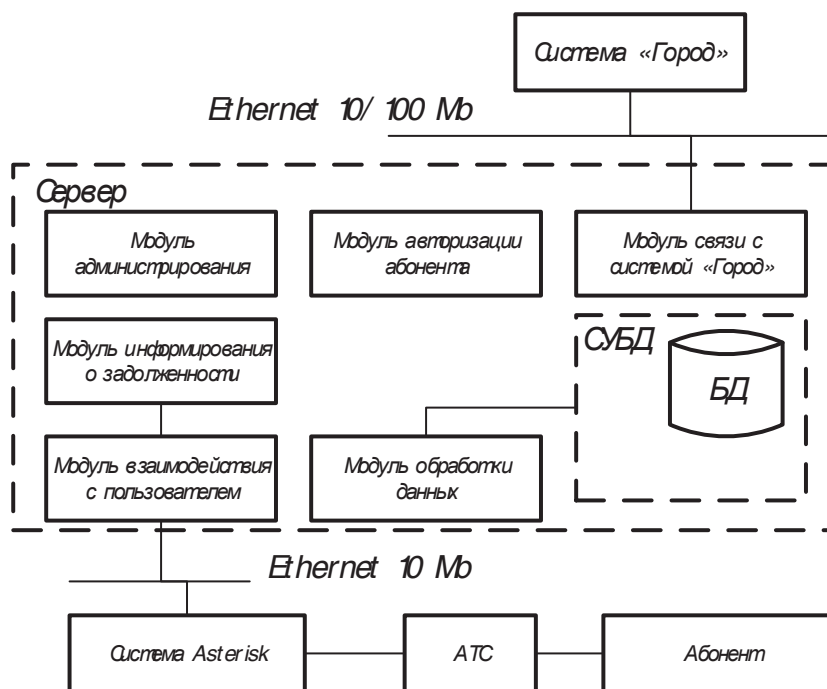 Система «Город»
Ethernet 10/ 100 Mb
Сервер
Модуль
администрирования
Модуль авторизации
абонента
Модуль связи с
системой «Город»
Модуль информирования
о задолженности
СУБД
БД
Модуль взаимодействия
с пользователем
Модуль обработки
данных
Ethernet 10 Mb
Система Asterisk
АТС
Абонент